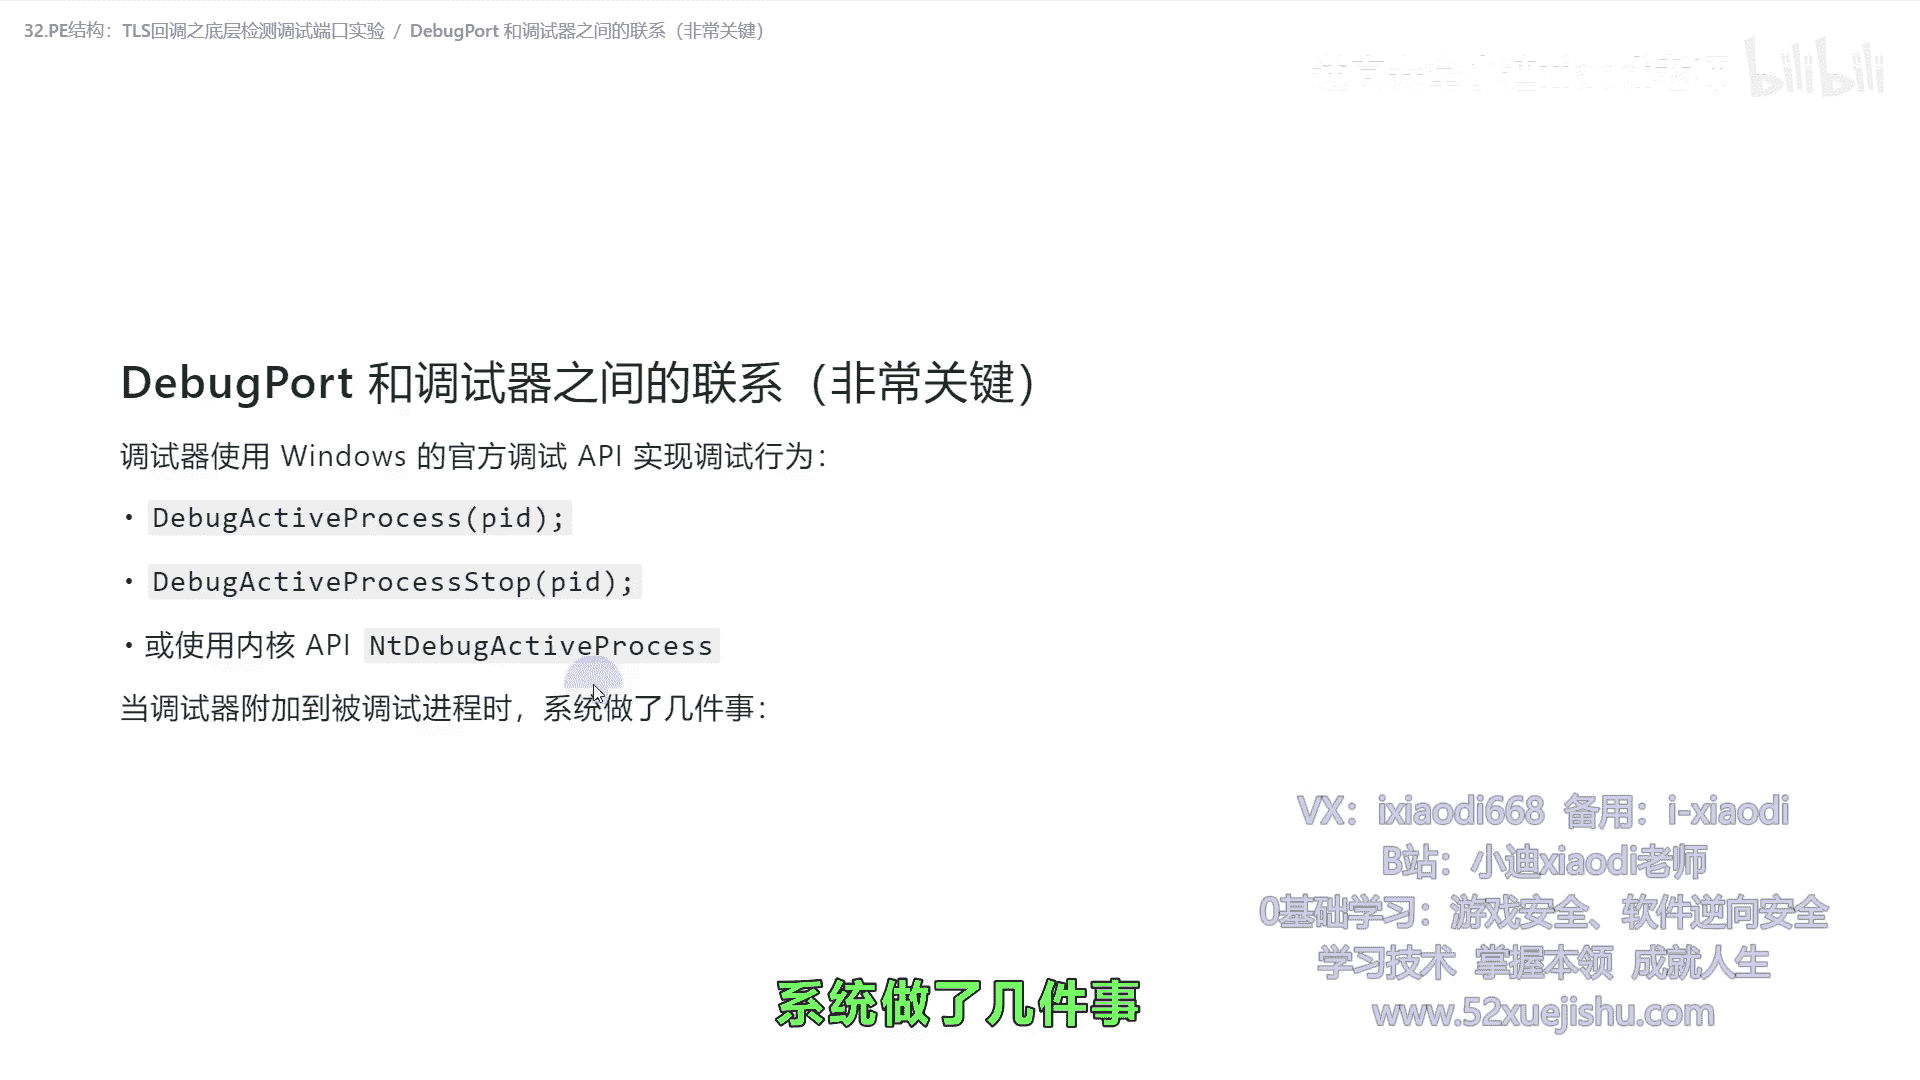 32.PE结构：TLS回调之底层检测调试端口实验 / DebugPort 和调试器之间的联系（非常关键）
bilibili
DebugPort 和调试器之间的联系（非常关键）
调试器使用 Windows 的官方调试 API 实现调试行为：
• DebugActiveProcess(pid);
• DebugActiveProcessStop(pid);
• 或使用内核 API NtDebugActiveProcess
当调试器附加到被调试进程时，系统做了几件事：
VX：ixiaodi668 备用：i-xiaodi
B站：小迪xiaodi老师
0基础学习：游戏安全、软件逆向安全
学习技术 掌握本领 成就人生
www.52xuejishu.com
系统做了几件事